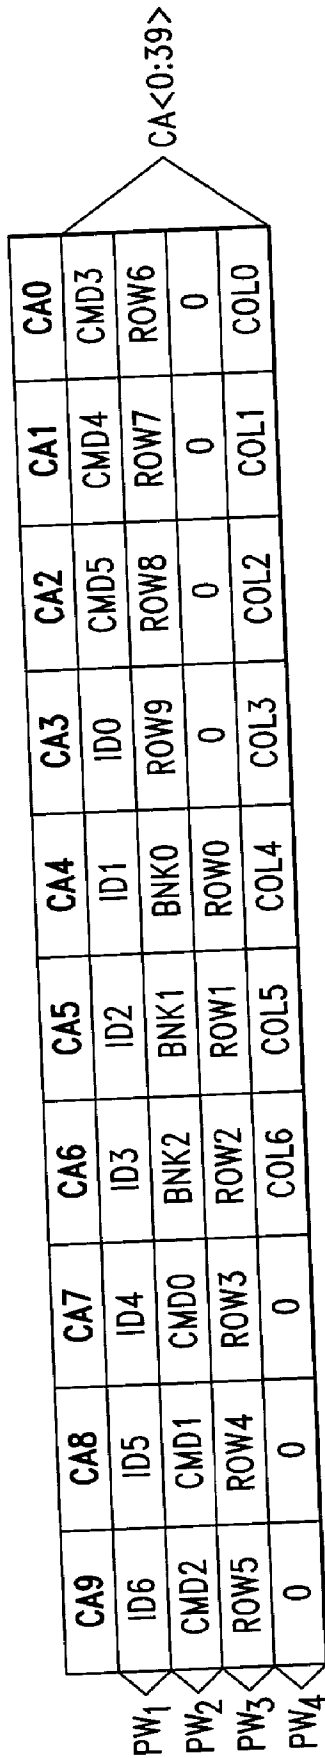 CA9 CA8 CA7 CA6 CA5 CA4 CA3 CA2 CA1 CA0
PW1 ID6 ID5 ID4 ID3 ID2 ID1 ID0 CMD5 CMD4 CMD3
PW2 CMD2 CMD1 CMD0 BNK2 BNK1 BNK0 ROW9 ROW8 ROW7 ROW6
PW3 ROW5 ROW4 ROW3 ROW2 ROW1 ROW0 0 0 0 0
PW4 0 0 0 COL6 COL5 COL4 COL3 COL2 COL1 COL0
CA<0:39>